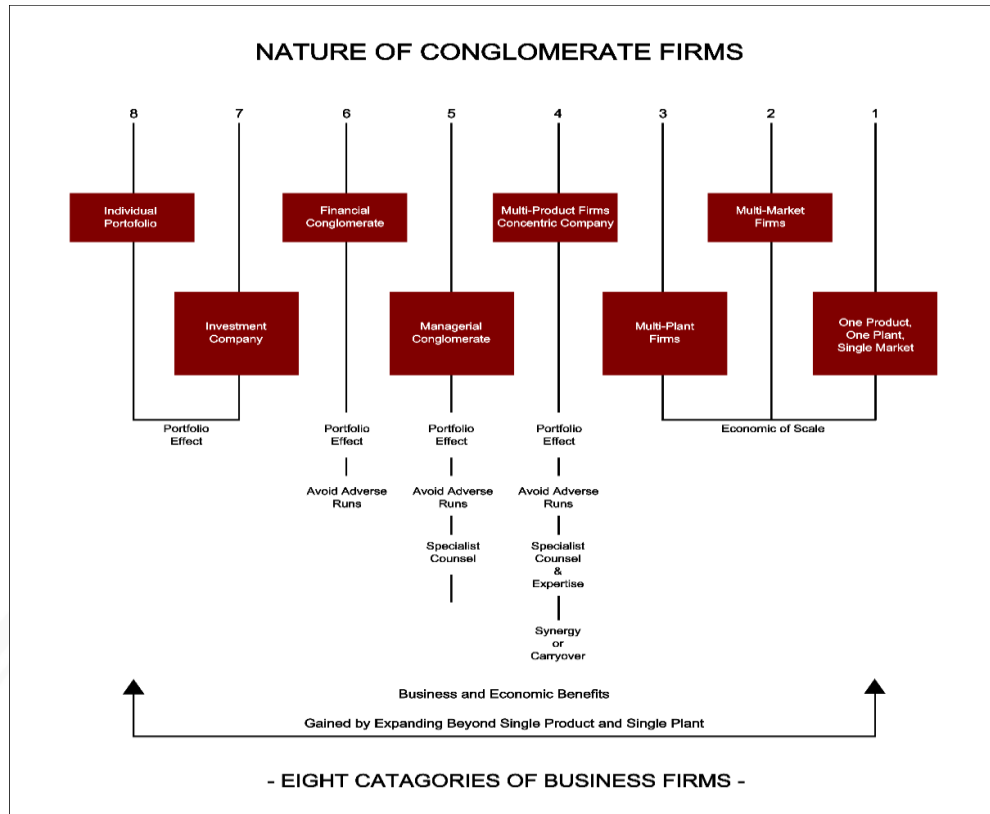 NATURE OF CONGLOMERATE FIRMS
8
7
6
5
4
3
2
1
Individual
Portofolio
Financial
Conglomerate
Multi-Product Firms
Concentric Company
Multi-Market
Firms
Investment
Company
Managerial
Conglomerate
Multi-Plant
Firms
One Product,
One Plant,
Single Market
Portfolio
Effect
Portfolio
Effect
Portfolio
Effect
Portfolio
Effect
Economic of Scale
Avoid Adverse
Runs
Avoid Adverse
Runs
Avoid Adverse
Runs
Specialist
Counsel
Specialist
Counsel
&
Expertise
Synergy
or
Carryover
Business and Economic Benefits
Gained by Expanding Beyond Single Product and Single Plant
- EIGHT CATAGORIES OF BUSINESS FIRMS -